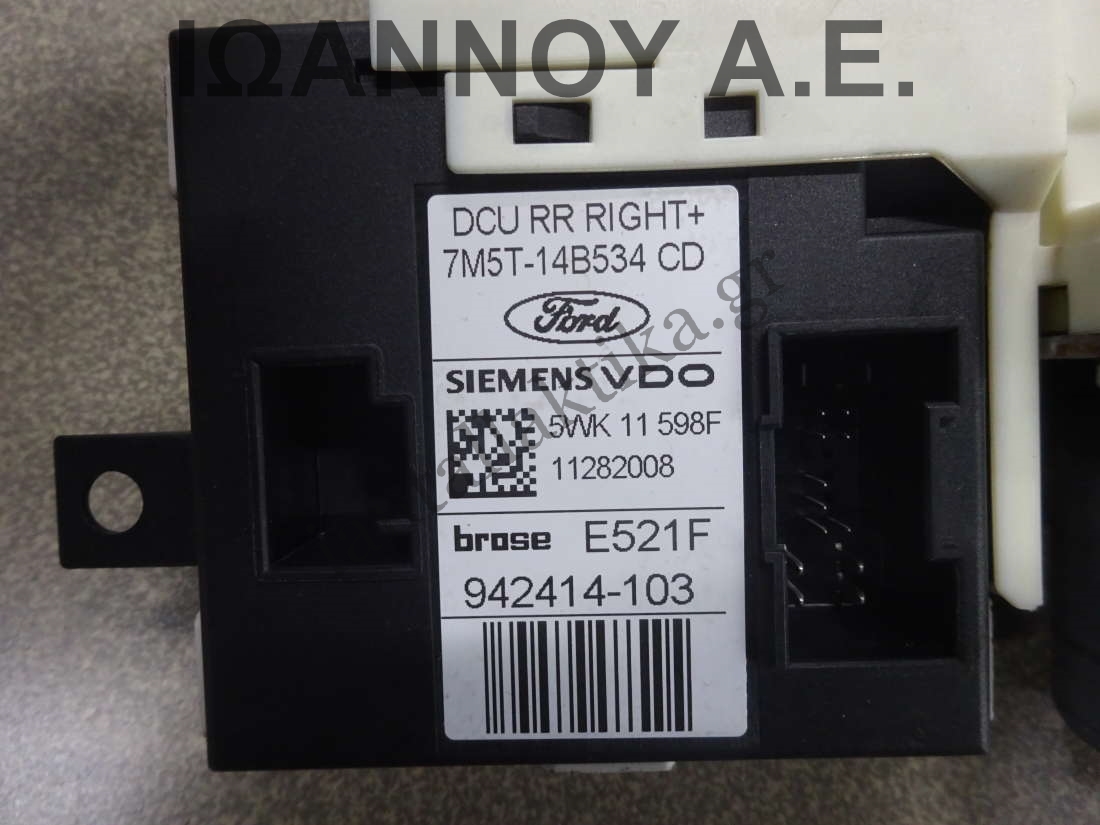 ΙΩΑΝΝΟΥ Α.Ε.
DCU RR RIGHT+
7M5T-14B534 CD
Ford
SIEMENS VDO
5WK 11 598F
11282008
brose E521F
942414-103